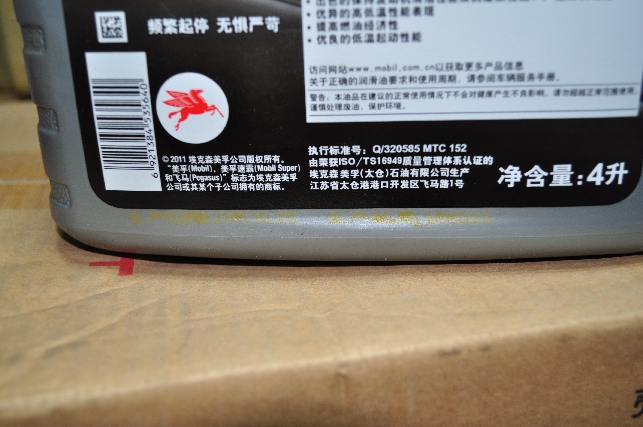 频繁起停 无惧严苛
优异的高低温性能表现
提高燃油经济性
优良的低温起动性能
访问网站www.mobil.com.cn以获取更多产品信息
关于正确的润滑油要求和使用周期，请参阅车辆服务手册．
警告：本品在建议的正常使用情况下不会对健康产生不良影响．请勿超越正常范围使用．
谨慎处理废油．保护环境．
6 921384 535640
© 2011 埃克森美孚公司版权所有．
"美孚(Mobil)、美孚速霸(Mobil Super)
和飞马(Pegasus)" 标志为埃克森美孚
公司或其某个子公司拥有的商标．
执行标准号：Q/320585 MTC 152
由荣获ISO/TS16949质量管理体系认证的
埃克森美孚(太仓)石油有限公司生产
江苏省太仓港港口开发区飞马路1号
净含量：4升